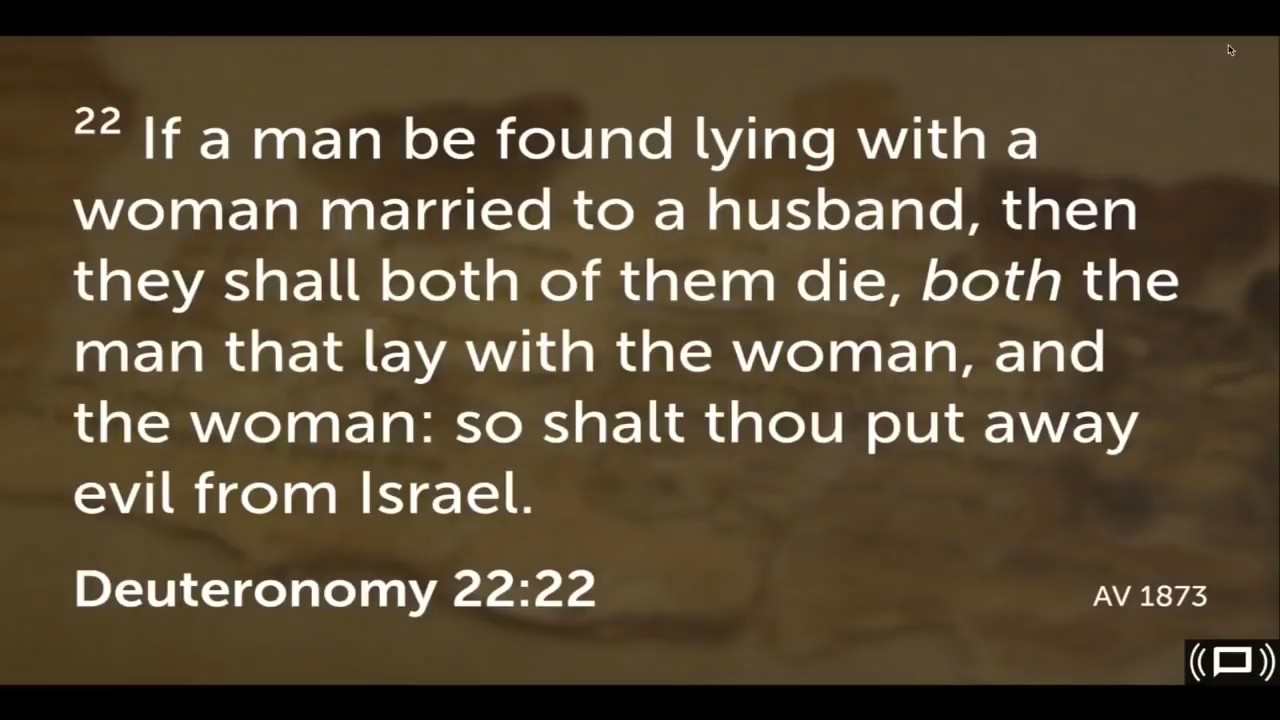 22 If a man be found lying with a
woman married to a husband, then
they shall both of them die, both the
man that lay with the woman, and
the woman: so shalt thou put away
evil from Israel.
Deuteronomy 22:22
AV 1873